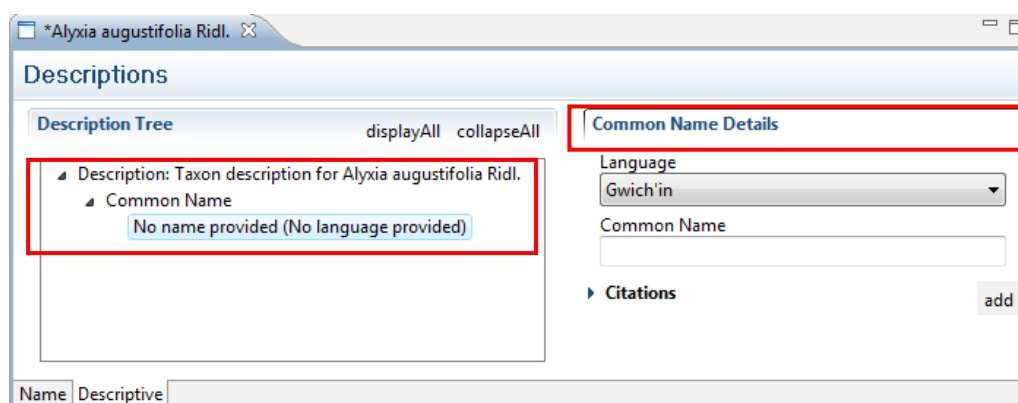 *Alyxia augustifolia Ridl.
Descriptions
Description Tree
displayAll collapseAll
Description: Taxon description for Alyxia augustifolia Ridl.
Common Name
No name provided (No language provided)
Common Name Details
Language
Gwich'in
Common Name
Citations
add
Name Descriptive